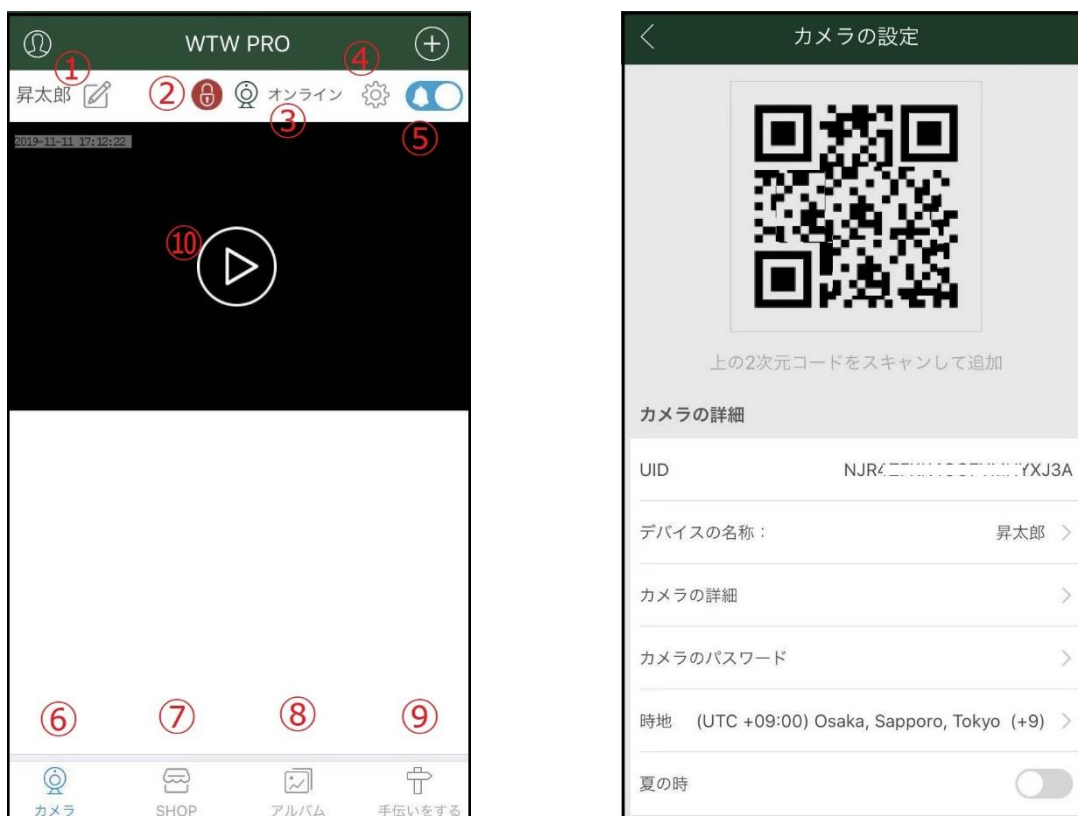 WTW PRO
④
①
昇太郎
②
オンライン
③
⑤
2019-11-11 17:12:22
⑩
⑥
⑦
⑧
⑨
カメラ
SHOP
アルバム
手伝いをする
カメラの設定
上の2次元コードをスキャンして追加
カメラの詳細
UID
デバイスの名称：
昇太郎
カメラの詳細
カメラのパスワード
時地 (UTC +09:00) Osaka, Sapporo, Tokyo (+9)
夏の時